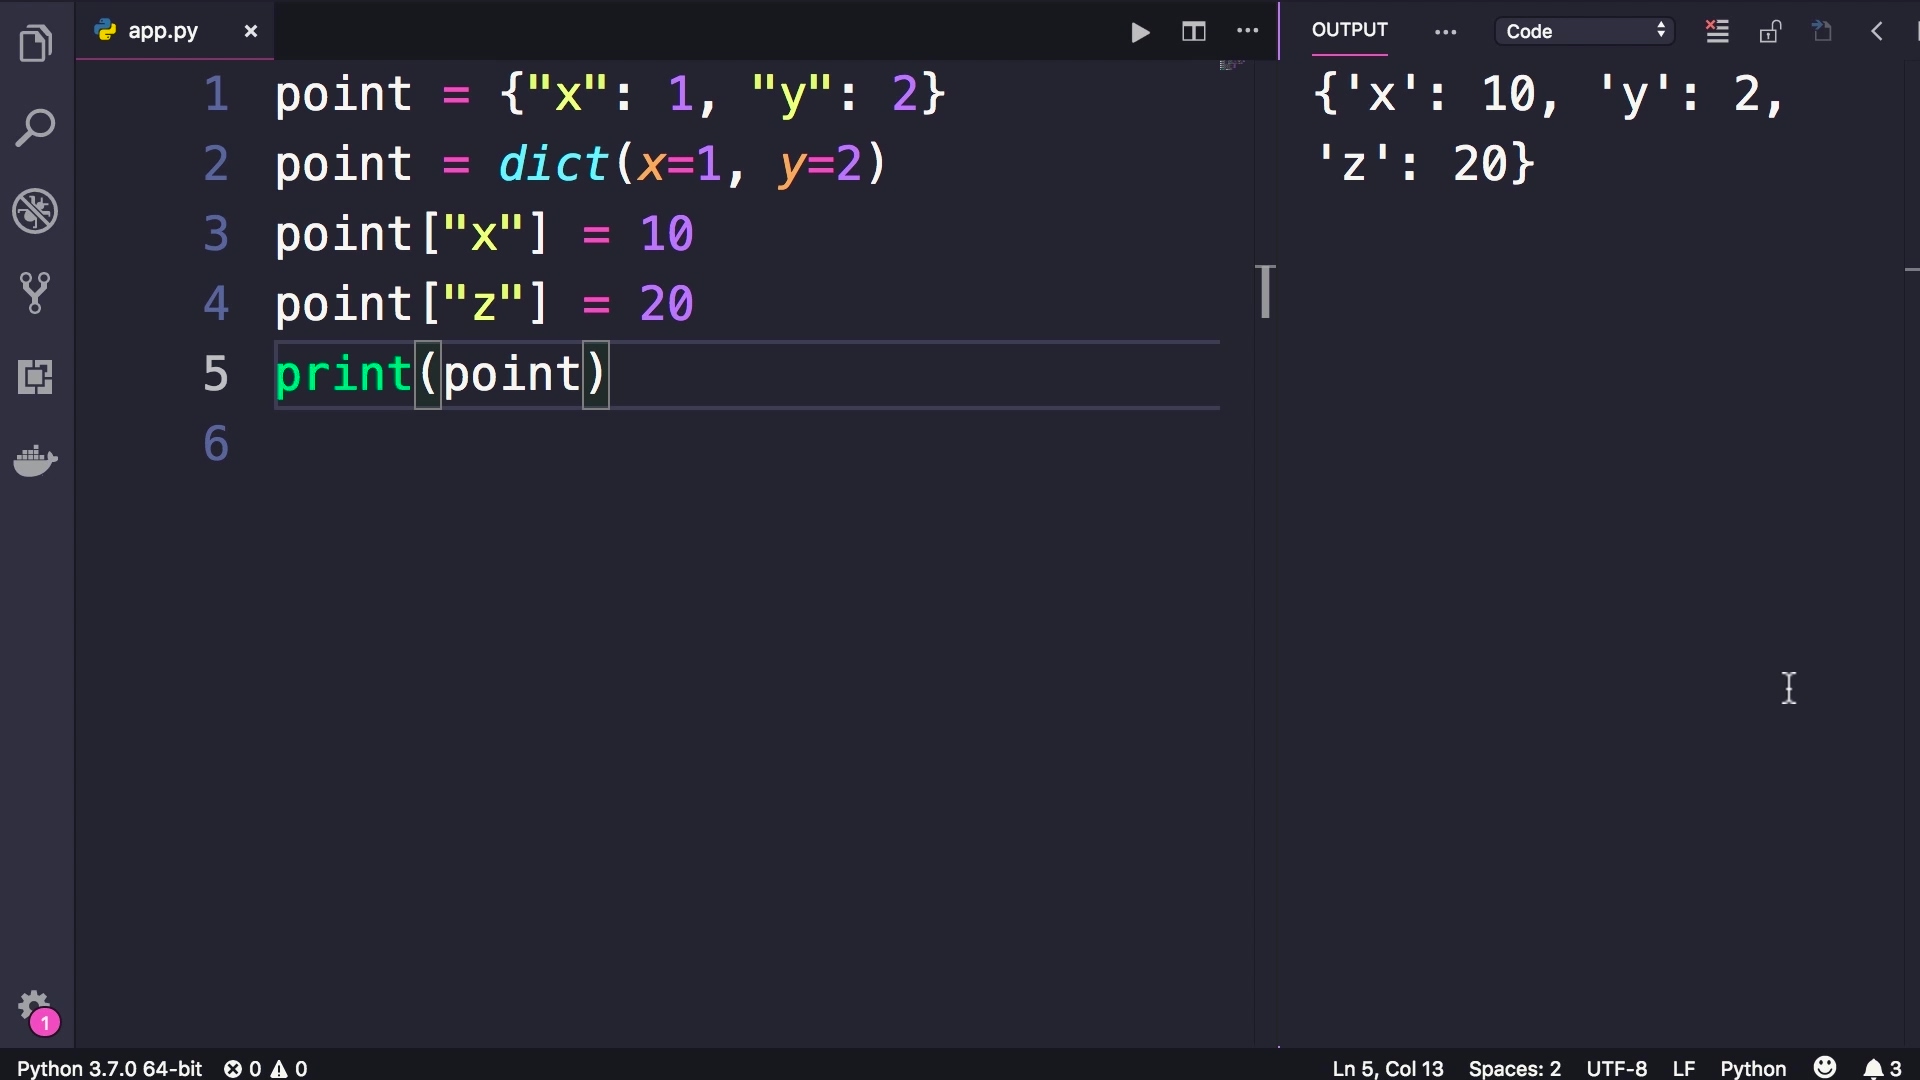 app.py
OUTPUT
Code
1 point = {"x": 1, "y": 2}
2 point = dict(x=1, y=2)
3 point["x"] = 10
4 point["z"] = 20
5 print(point)
6
{'x': 10, 'y': 2,
'z': 20}
1
Python 3.7.0 64-bit 0 0 Ln 5, Col 13 Spaces: 2 UTF-8 LF Python 3